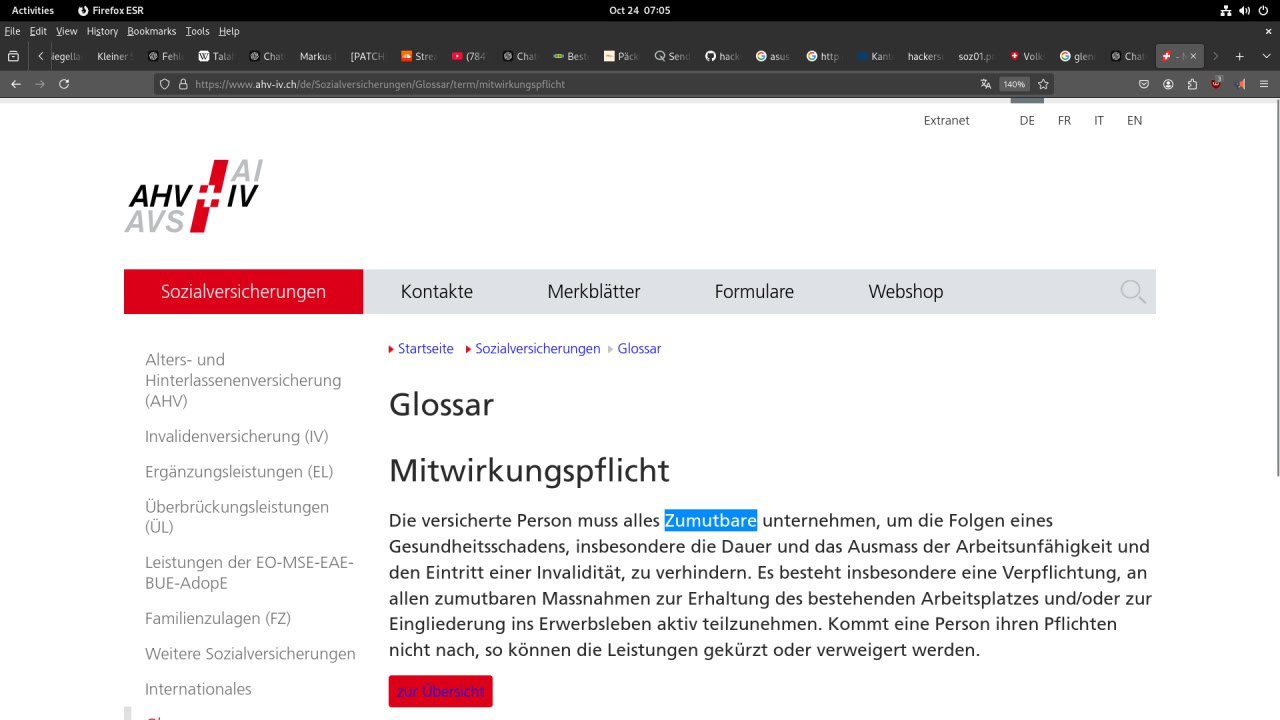 Activities Firefox ESR Oct 24 07:05
File Edit View History Bookmarks Tools Help
Kleiner Fehl Talal Chat Markus [PATCH Strea (784 Chat Best Päck Send hack asus http Kant hackers soz01.p Volks glen Chat
https://www.ahv-iv.ch/de/Sozialversicherungen/Glossar/term/mitwirkungspflicht 140% 3
Extranet DE FR IT EN
AI
AHV IV
AVS
Sozialversicherungen Kontakte Merkblätter Formulare Webshop
Startseite Sozialversicherungen Glossar
Alters- und
Hinterlassenenversicherung
(AHV)
Invalidenversicherung (IV)
Ergänzungsleistungen (EL)
Überbrückungsleistungen
(ÜL)
Leistungen der EO-MSE-EAE-
BUE-AdopE
Familienzulagen (FZ)
Weitere Sozialversicherungen
Internationales
Glossar
Mitwirkungspflicht
Die versicherte Person muss alles Zumutbare unternehmen, um die Folgen eines
Gesundheitsschadens, insbesondere die Dauer und das Ausmass der Arbeitsunfähigkeit und
den Eintritt einer Invalidität, zu verhindern. Es besteht insbesondere eine Verpflichtung, an
allen zumutbaren Massnahmen zur Erhaltung des bestehenden Arbeitsplatzes und/oder zur
Eingliederung ins Erwerbsleben aktiv teilzunehmen. Kommt eine Person ihren Pflichten
nicht nach, so können die Leistungen gekürzt oder verweigert werden.
zur Übersicht